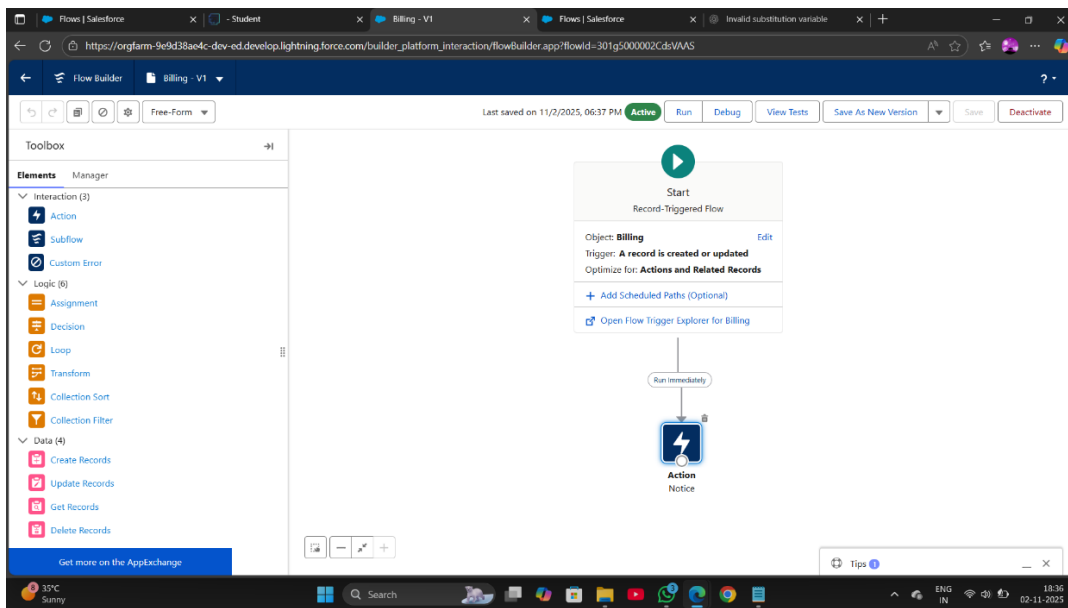 Flows | Salesforce
- Student
Billing - V1
Flows | Salesforce
Invalid substitution variable
https://orgfarm-9e9d38ae4c-dev-ed.develop.lightning.force.com/builder_platform_interaction/flowBuilder.app?flowId=301g5000002CdsVAAS
Flow Builder
Billing - V1
?
Free-Form
Last saved on 11/2/2025, 06:37 PM
Active
Run
Debug
View Tests
Save As New Version
Save
Deactivate
Toolbox
Elements
Manager
Interaction (3)
Action
Subflow
Custom Error
Logic (6)
Assignment
Decision
Loop
Transform
Collection Sort
Collection Filter
Data (4)
Create Records
Update Records
Get Records
Delete Records
Get more on the AppExchange
Start
Record-Triggered Flow
Object: Billing
Edit
Trigger: A record is created or updated
Optimize for: Actions and Related Records
+ Add Scheduled Paths (Optional)
Open Flow Trigger Explorer for Billing
Run Immediately
Action
Notice
Tips 1
8
35°C
Sunny
Search
3
ENG
IN
18:36
02-11-2025